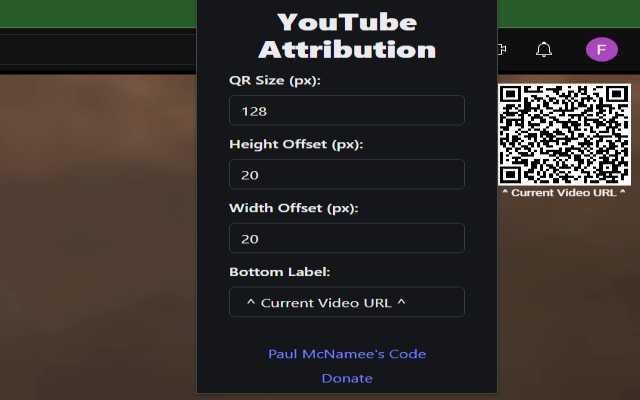 YouTube
Attribution
QR Size (px):
128
Height Offset (px):
20
Width Offset (px):
20
Bottom Label:
^ Current Video URL ^
Paul McNamee's Code
Donate
F
^ Current Video URL ^